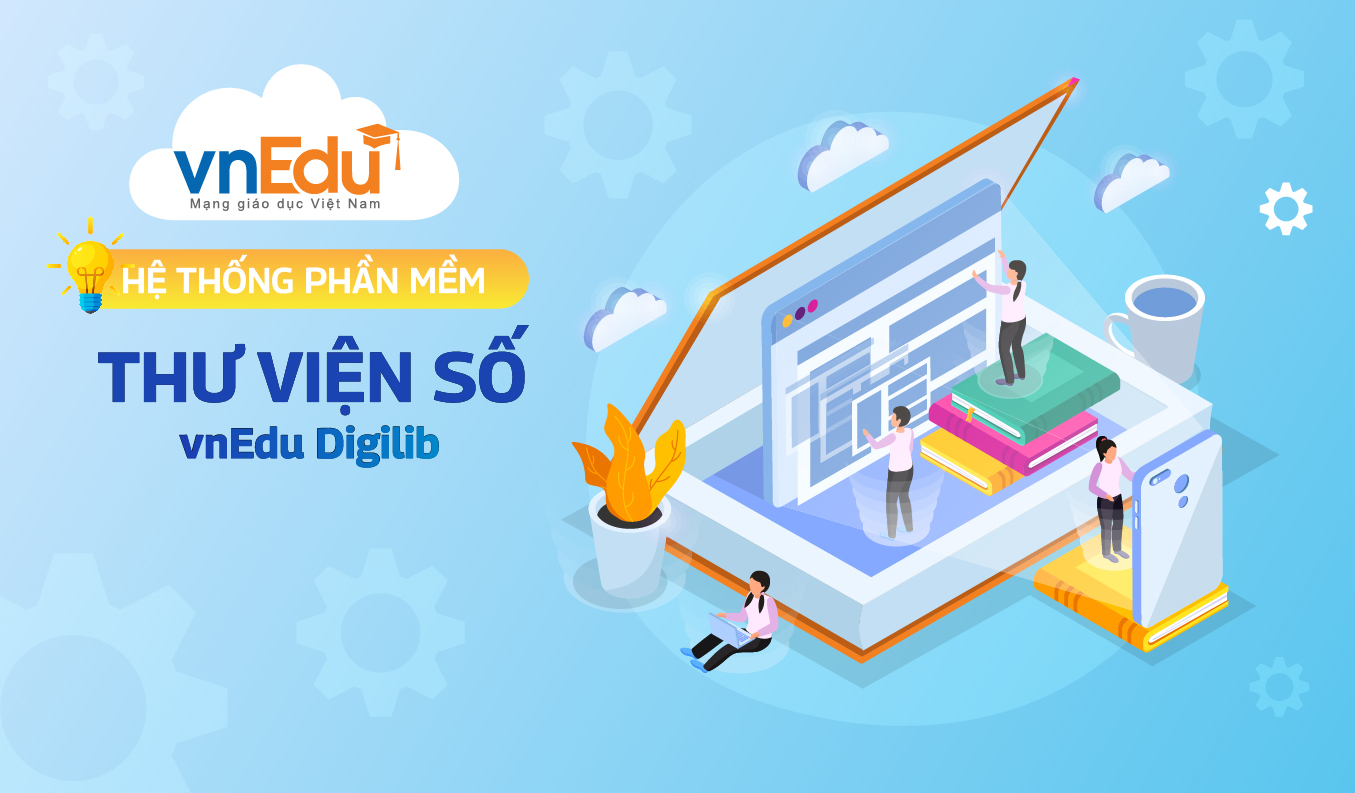 vnEdu
Mạng giáo dục Việt Nam
HỆ THỐNG PHẦN MỀM
THƯ VIỆN SỐ
vnEdu Digilib